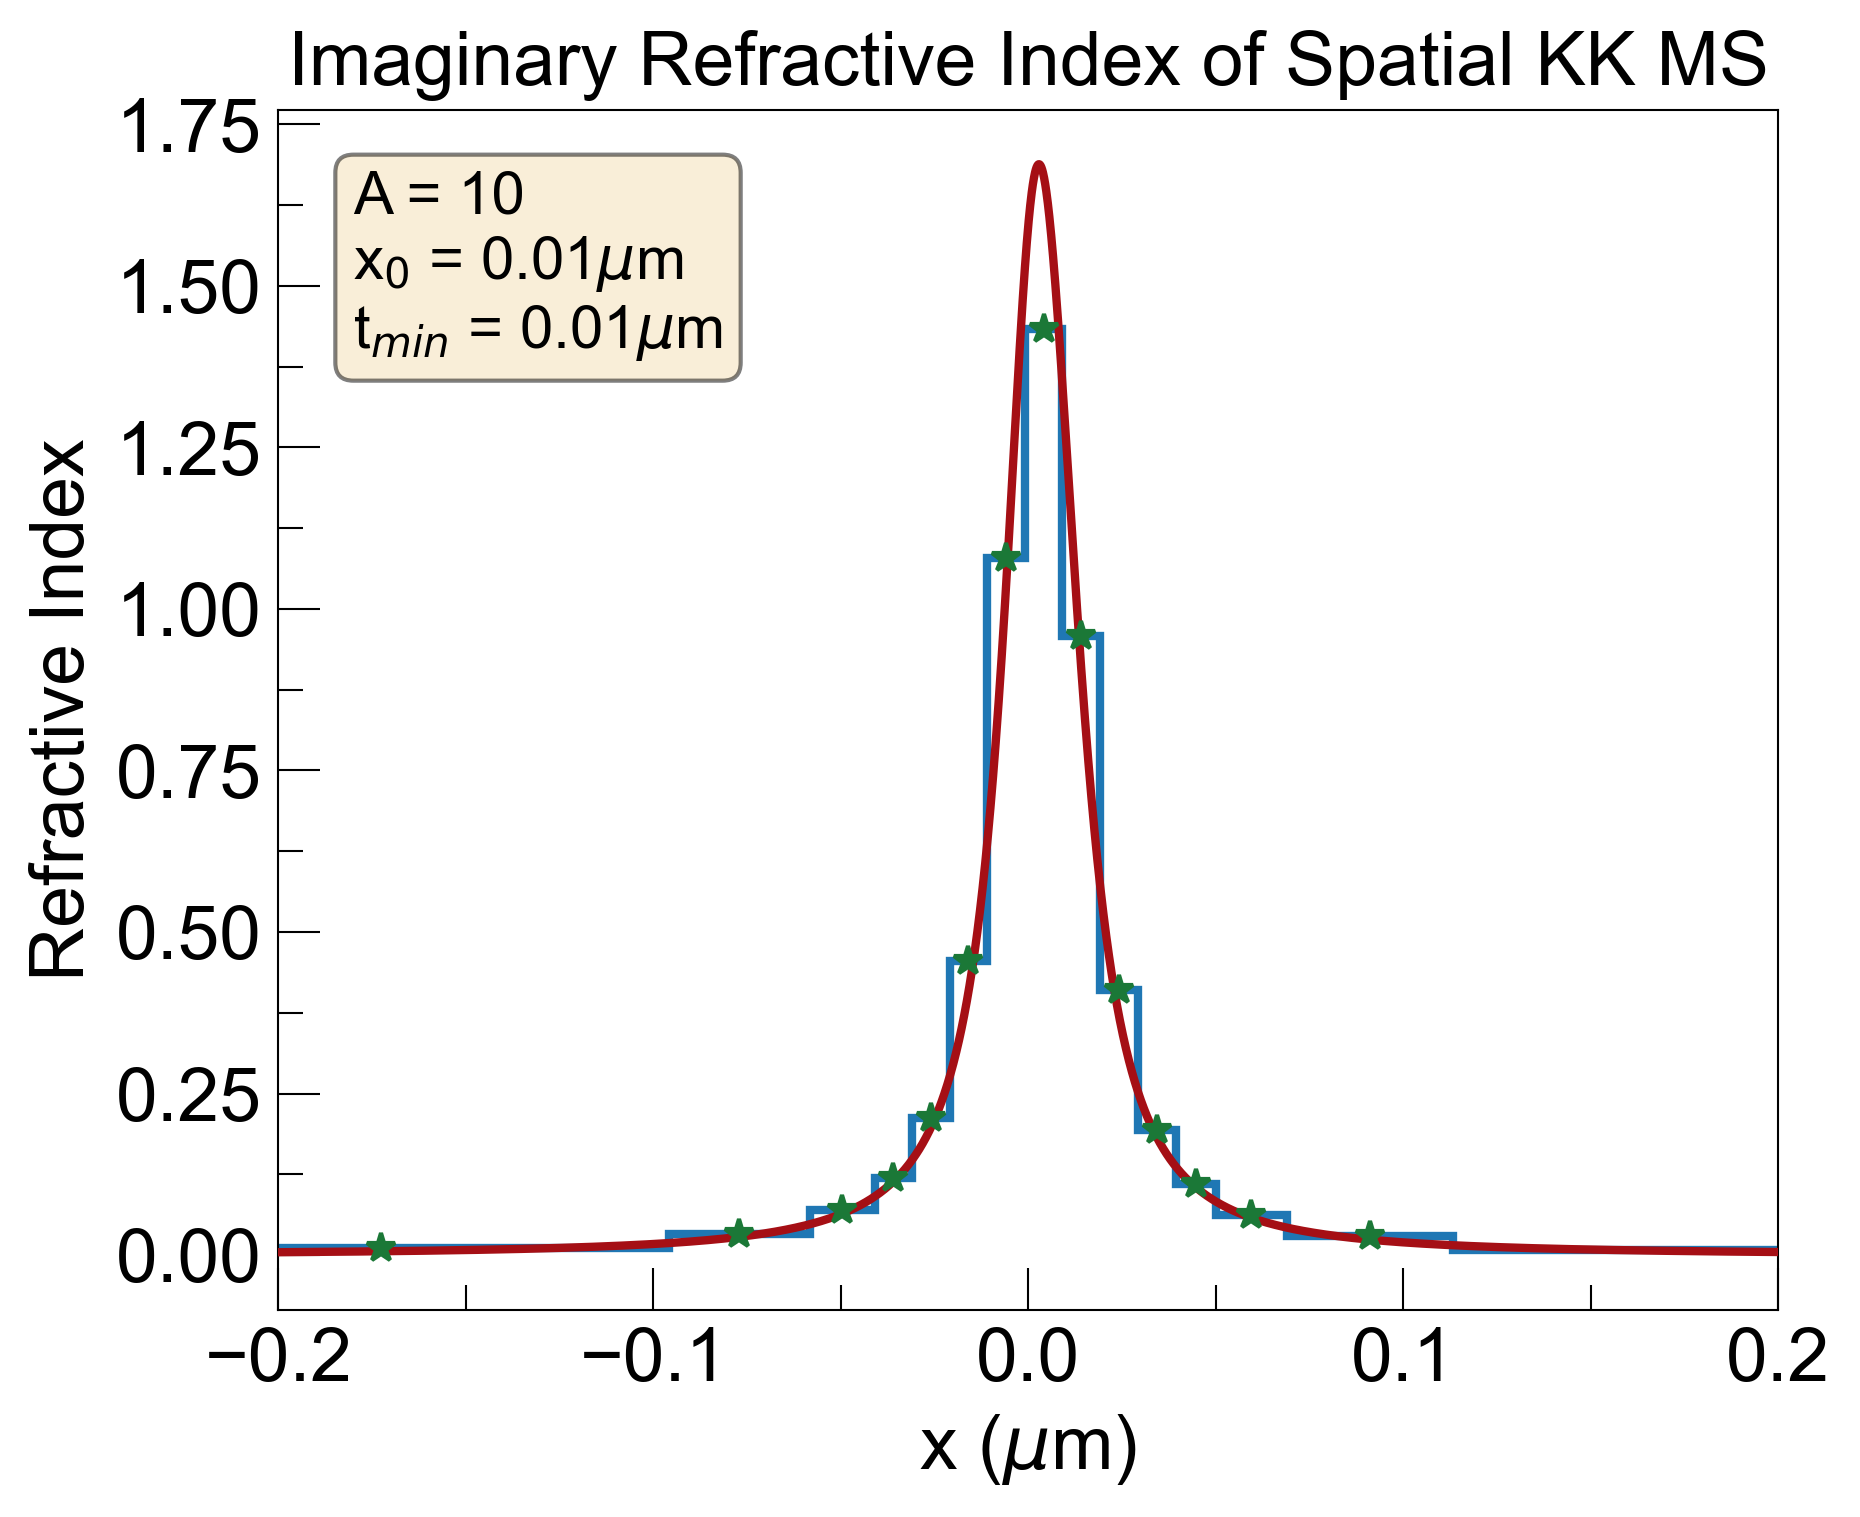 Imaginary Refractive Index of Spatial KK MS
1.75
1.50
1.25
1.00
0.75
0.50
0.25
0.00
A = 10
x₀ = 0.01μm
tₘᵢₙ = 0.01μm
Refractive Index
−0.2 −0.1 0.0 0.1 0.2
x (μm)